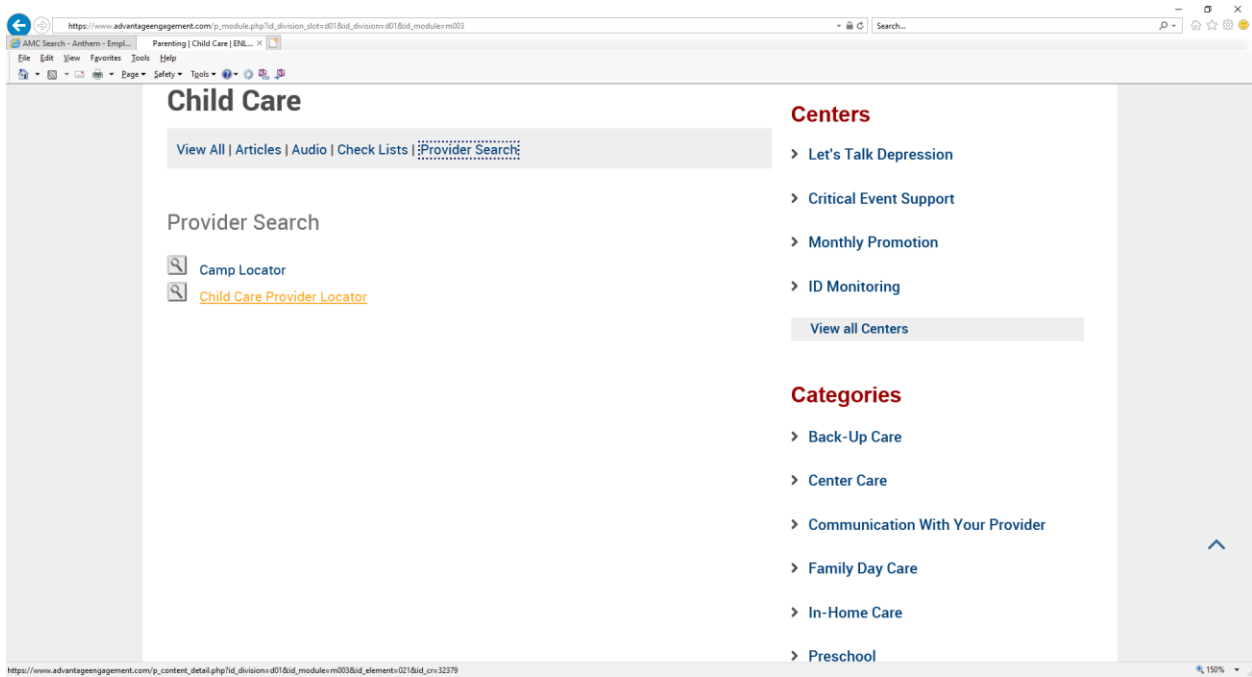 https://www.advantageengagement.com/p_module.php?id_division_slot=d01&id_division=d01&id_module=m003
Search...
AMC Search - Anthem - Empl...
Parenting | Child Care | ENL...
File Edit View Favorites Tools Help
Page Safety Tools
Child Care
View All | Articles | Audio | Check Lists | Provider Search
Provider Search
Camp Locator
Child Care Provider Locator
Centers
Let's Talk Depression
Critical Event Support
Monthly Promotion
ID Monitoring
View all Centers
Categories
Back-Up Care
Center Care
Communication With Your Provider
Family Day Care
In-Home Care
Preschool
https://www.advantageengagement.com/p_content_detail.php?id_division=d01&id_module=m003&id_element=021&id_cr=32379
150%